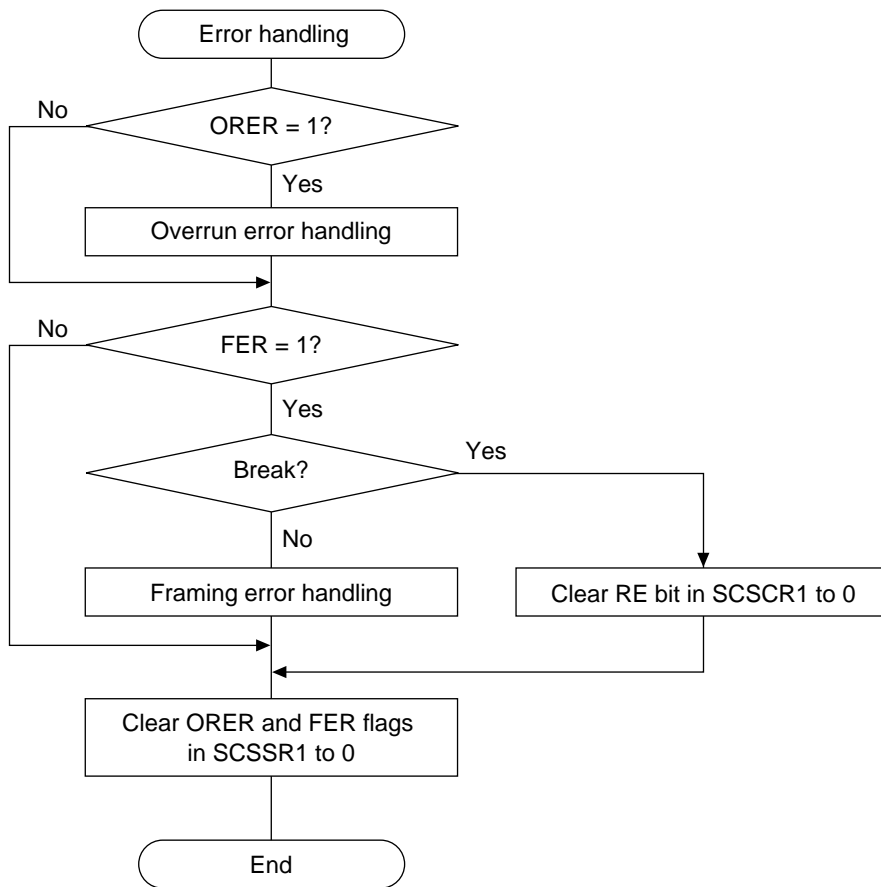 Error handling
No
ORER = 1?
Yes
Overrun error handling
No
FER = 1?
Yes
Break?
Yes
No
Framing error handling
Clear RE bit in SCSCR1 to 0
Clear ORER and FER flags
in SCSSR1 to 0
End